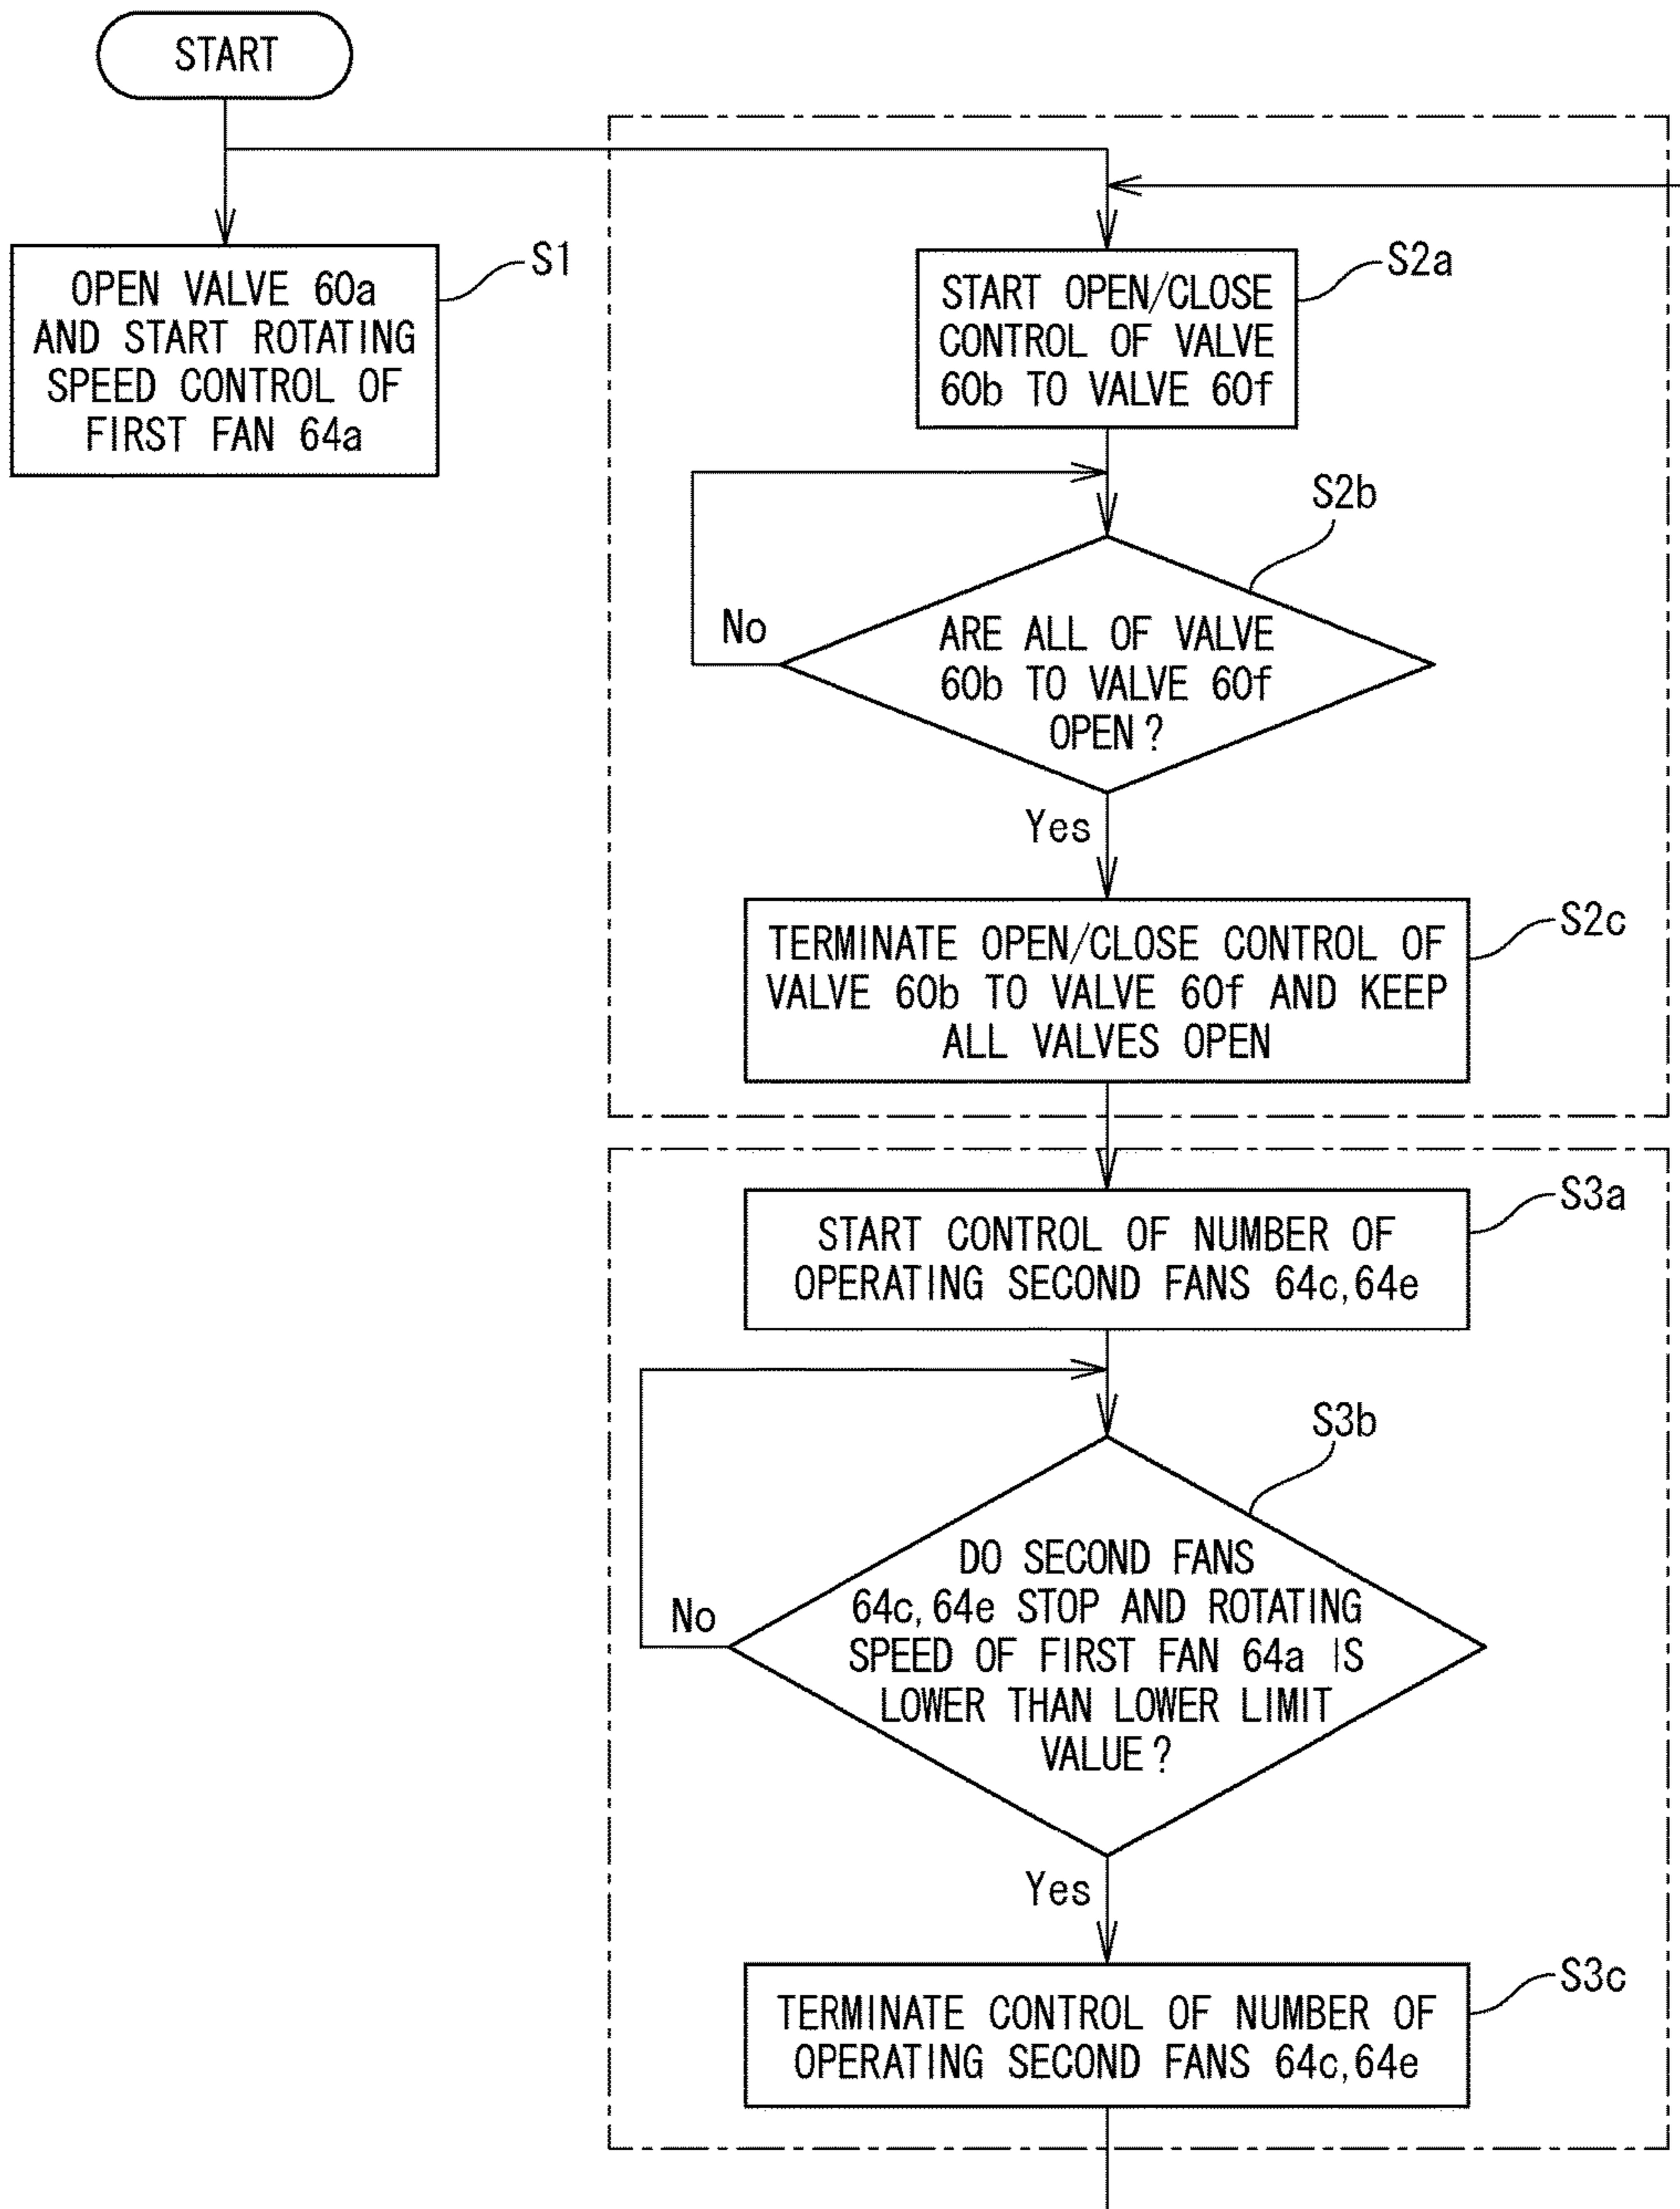 START
OPEN VALVE 60a
AND START ROTATING
SPEED CONTROL OF
FIRST FAN 64a
S1
START OPEN/CLOSE
CONTROL OF VALVE
60b TO VALVE 60f
S2a
ARE ALL OF VALVE
60b TO VALVE 60f
OPEN?
S2b
No
Yes
TERMINATE OPEN/CLOSE CONTROL OF
VALVE 60b TO VALVE 60f AND KEEP
ALL VALVES OPEN
S2c
START CONTROL OF NUMBER OF
OPERATING SECOND FANS 64c,64e
S3a
DO SECOND FANS
64c,64e STOP AND ROTATING
SPEED OF FIRST FAN 64a IS
LOWER THAN LOWER LIMIT
VALUE?
S3b
No
Yes
TERMINATE CONTROL OF NUMBER OF
OPERATING SECOND FANS 64c,64e
S3c